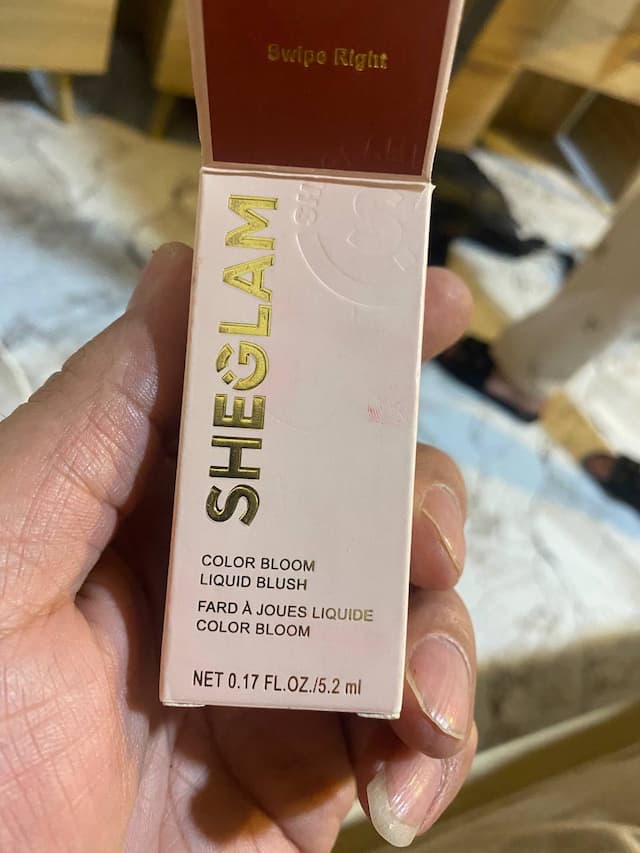 Swipe Right
SHEGLAM
COLOR BLOOM
LIQUID BLUSH
FARD À JOUES LIQUIDE
COLOR BLOOM
NET 0.17 FL.OZ./5.2 ml